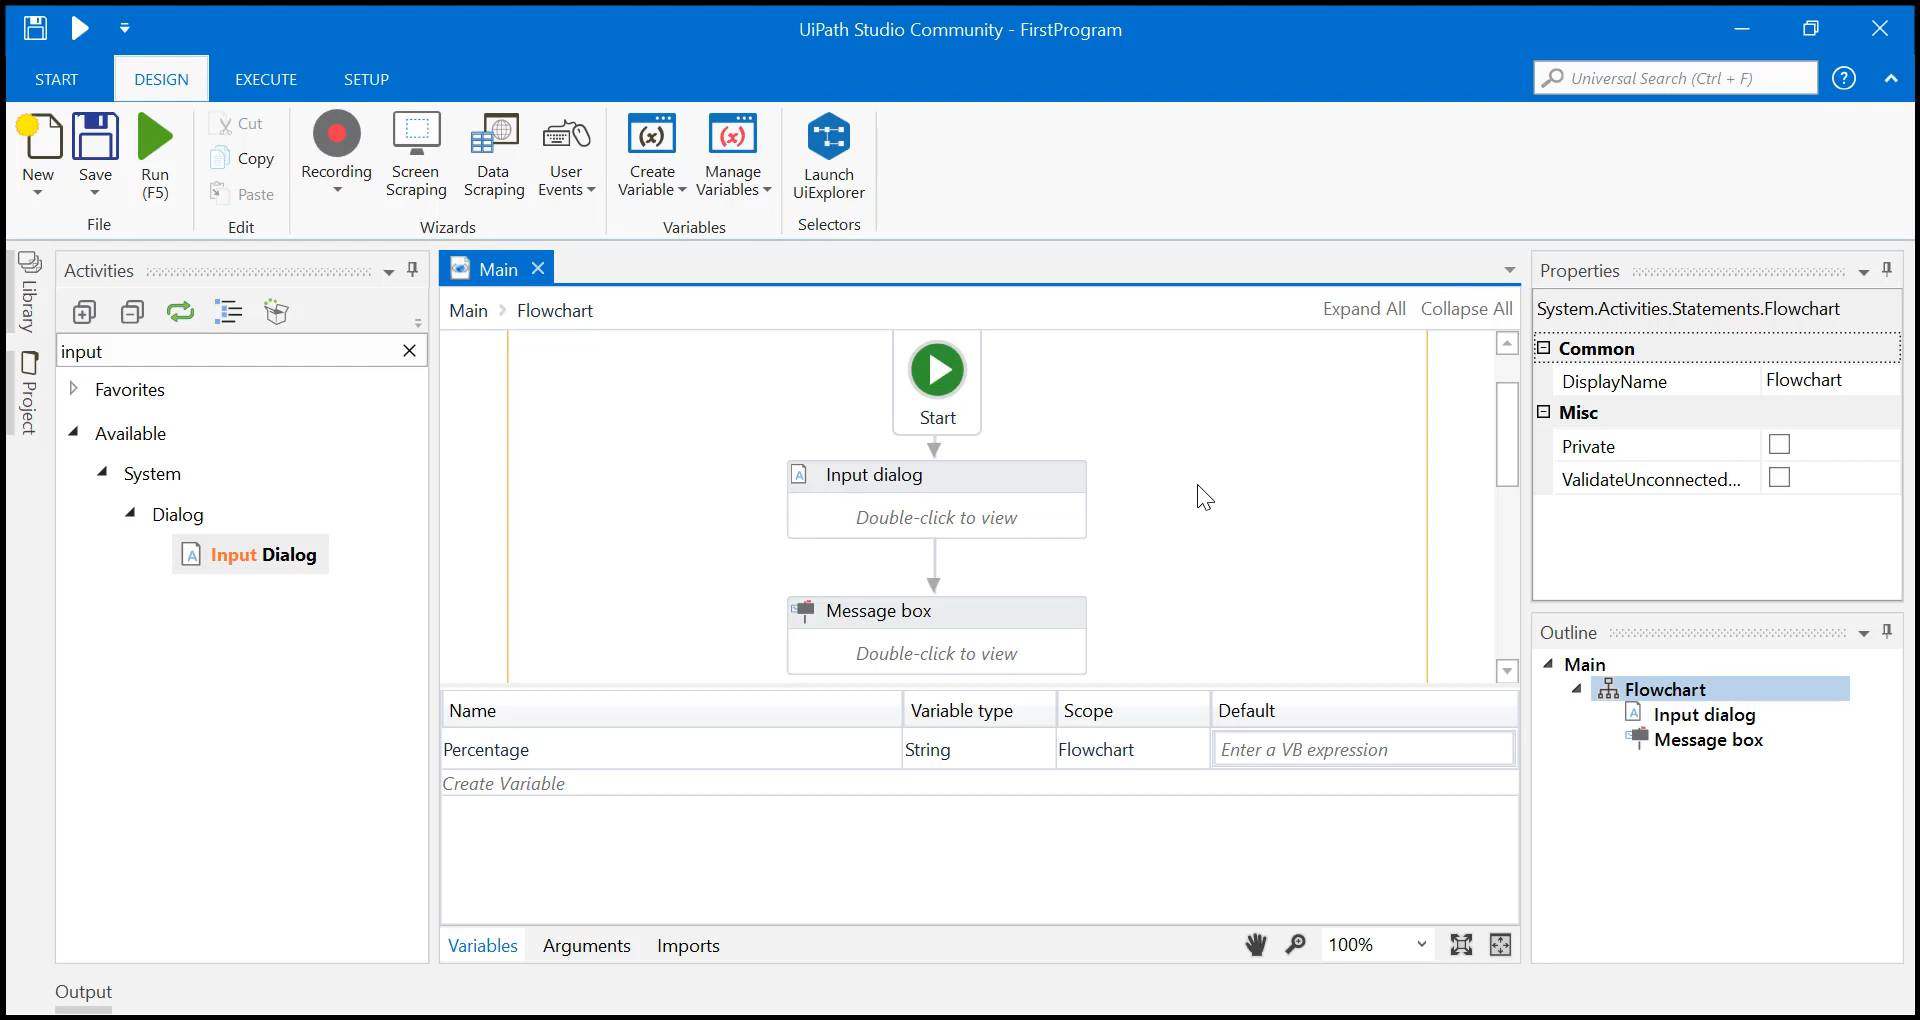 UiPath Studio Community - FirstProgram
START DESIGN EXECUTE SETUP
Universal Search (Ctrl + F)
New
Save
Run
(F5)
File
Cut
Copy
Paste
Edit
Recording
Screen
Scraping
Data
Scraping
User
Events
Wizards
Create
Variable
Manage
Variables
Variables
Launch
UiExplorer
Selectors
Library
Project
Activities
input
Favorites
Available
System
Dialog
Input Dialog
Main
Main Flowchart
Expand All Collapse All
Start
Input dialog
Double-click to view
Message box
Double-click to view
Name Variable type Scope Default
Percentage String Flowchart Enter a VB expression
Create Variable
Variables Arguments Imports
100%
Properties
System.Activities.Statements.Flowchart
Common
DisplayName Flowchart
Misc
Private
ValidateUnconnected...
Outline
Main
Flowchart
Input dialog
Message box
Output